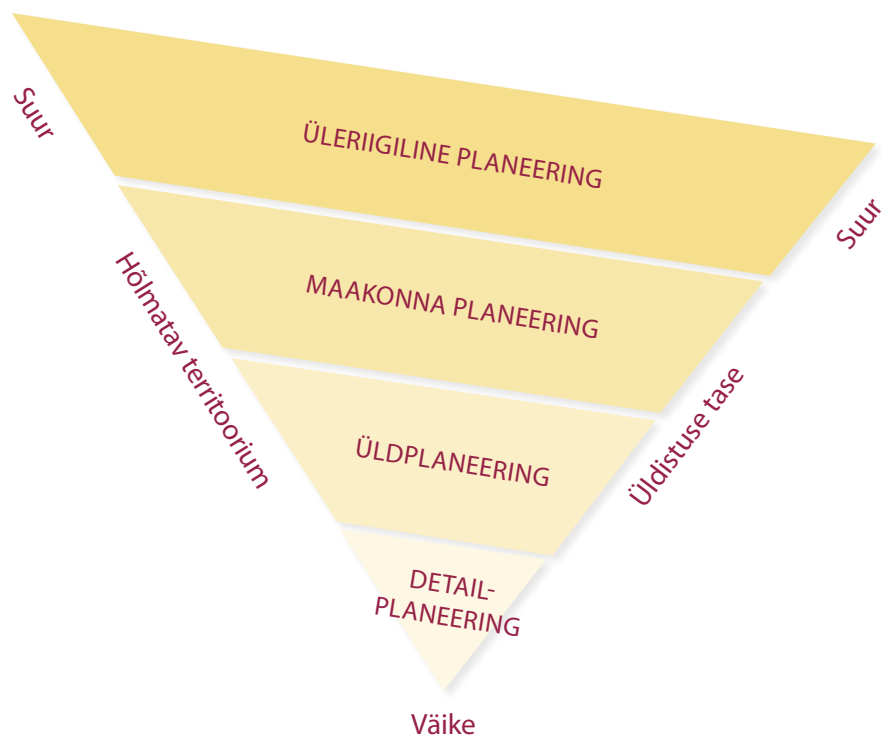 Suur
ÜLERIIGILINE PLANEERING
Suur
MAAKONNA PLANEERING
Hõlmatav territoorium
Üldistuse tase
ÜLDPLANEERING
DETAIL-
PLANEERING
Väike